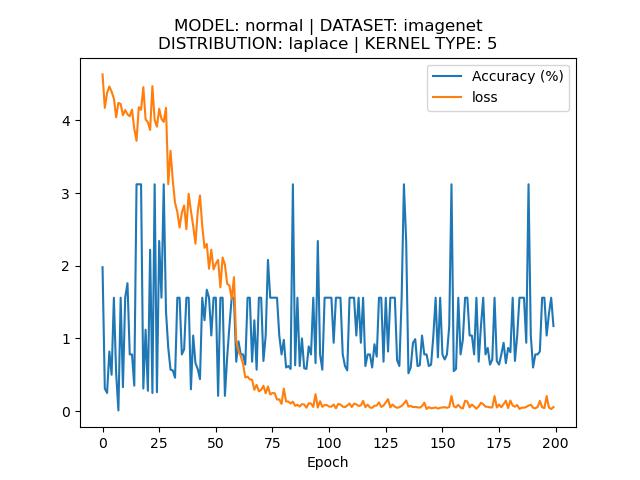 MODEL: normal | DATASET: imagenet
DISTRIBUTION: laplace | KERNEL TYPE: 5
Accuracy (%)
loss
4
3
2
1
0
0 25 50 75 100 125 150 175 200
Epoch